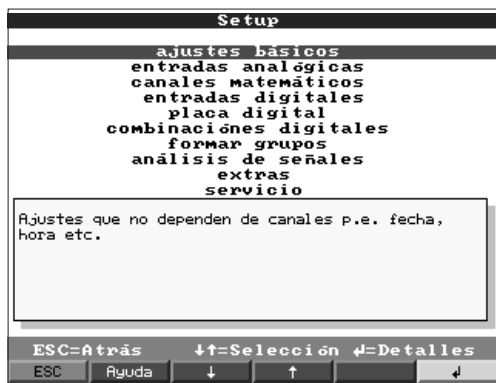 Setup
ajustes básicos
entradas analógicas
canales matemáticos
entradas digitales
placa digital
combinaciónes digitales
formar grupos
análisis de señales
extras
servicio
Ajustes que no dependen de canales p.e. fecha,
hora etc.
ESC=Atrás ↓↑=Selección ↵=Detalles
ESC Ayuda ↓ ↑ ↵